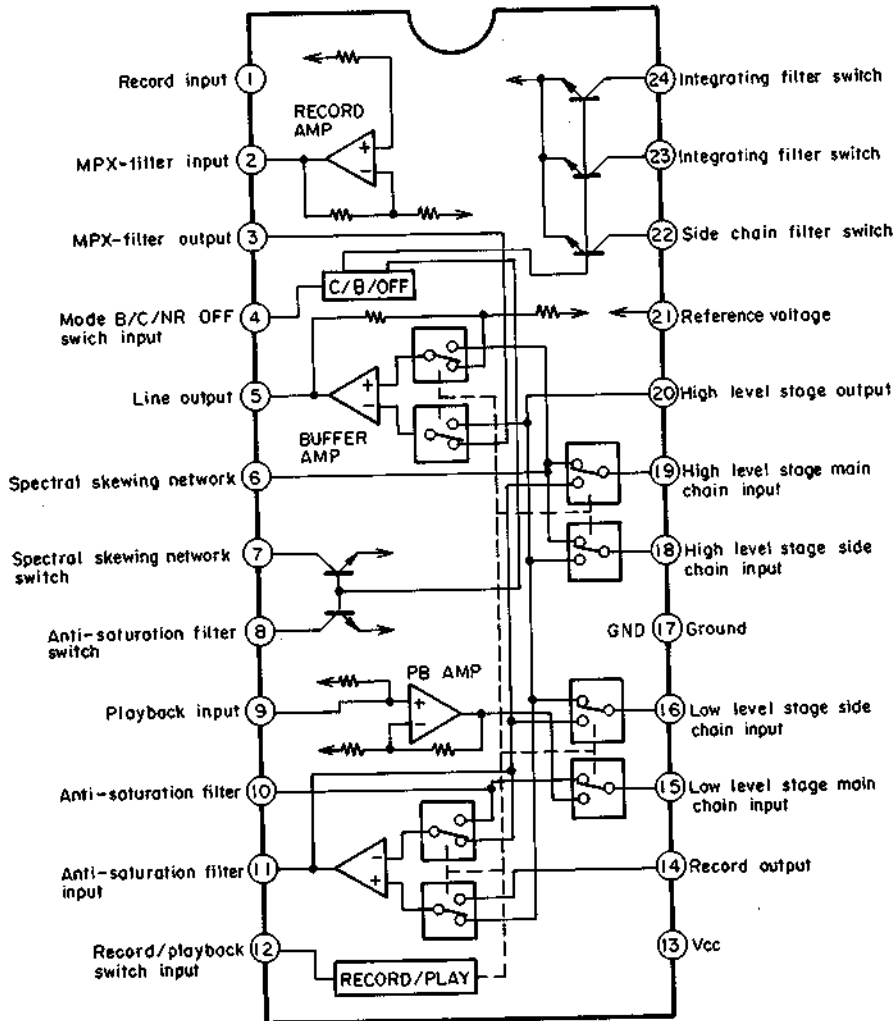 Record input
1
RECORD
AMP
+
−
MPX-filter input
2
MPX-filter output
3
C/B/OFF
Mode B/C/NR OFF
swich input
4
Line output
5
+
−
BUFFER
AMP
Spectral skewing network
6
Spectral skewing network
switch
7
Anti-saturation filter
switch
8
PB AMP
Playback input
9
+
−
Anti-saturation filter
10
Anti-saturation filter
input
11
−
+
Record/playback
switch input
12
RECORD/PLAY
24
Integrating filter switch
23
Integrating filter switch
22
Side chain filter switch
21
Reference voltage
20
High level stage output
19
High level stage main
chain input
18
High level stage side
chain input
GND
17
Ground
16
Low level stage side
chain input
15
Low level stage main
chain input
14
Record output
13
Vcc